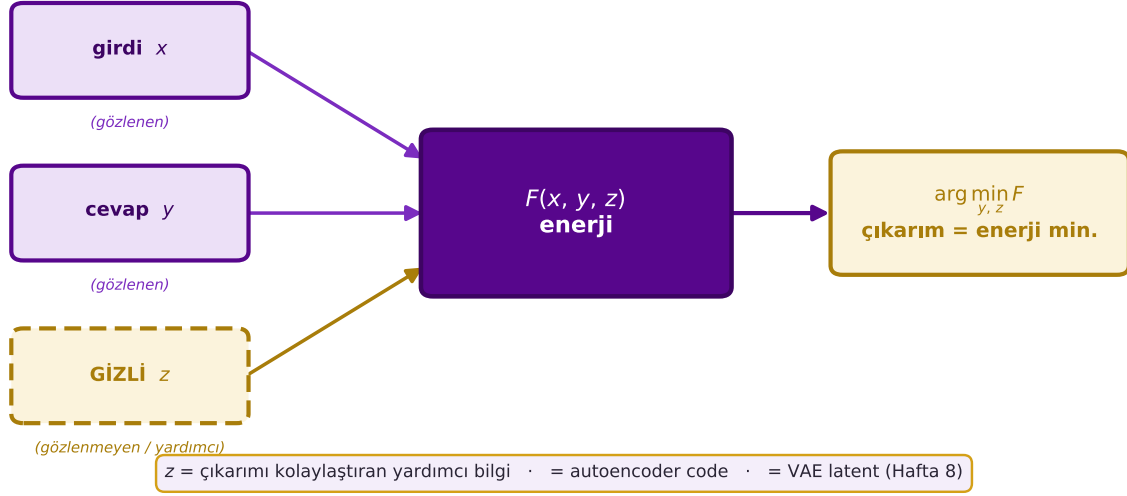 girdi x
(gözlenen)
cevap y
(gözlenen)
GİZLİ z
(gözlenmeyen / yardımcı)
F(x, y, z)
enerji
arg min F
y, z
çıkarım = enerji min.
z = çıkarımı kolaylaştıran yardımcı bilgi · = autoencoder code · = VAE latent (Hafta 8)